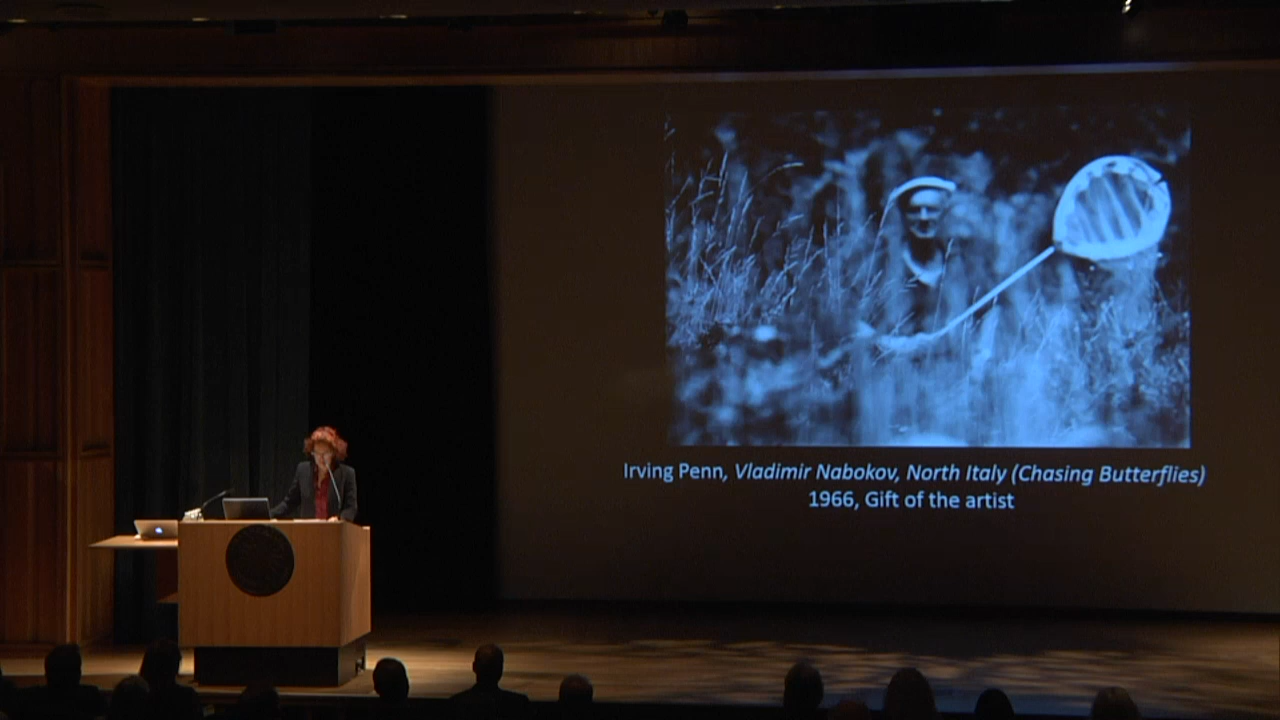 Irving Penn, Vladimir Nabokov, North Italy (Chasing Butterflies)
1966, Gift of the artist